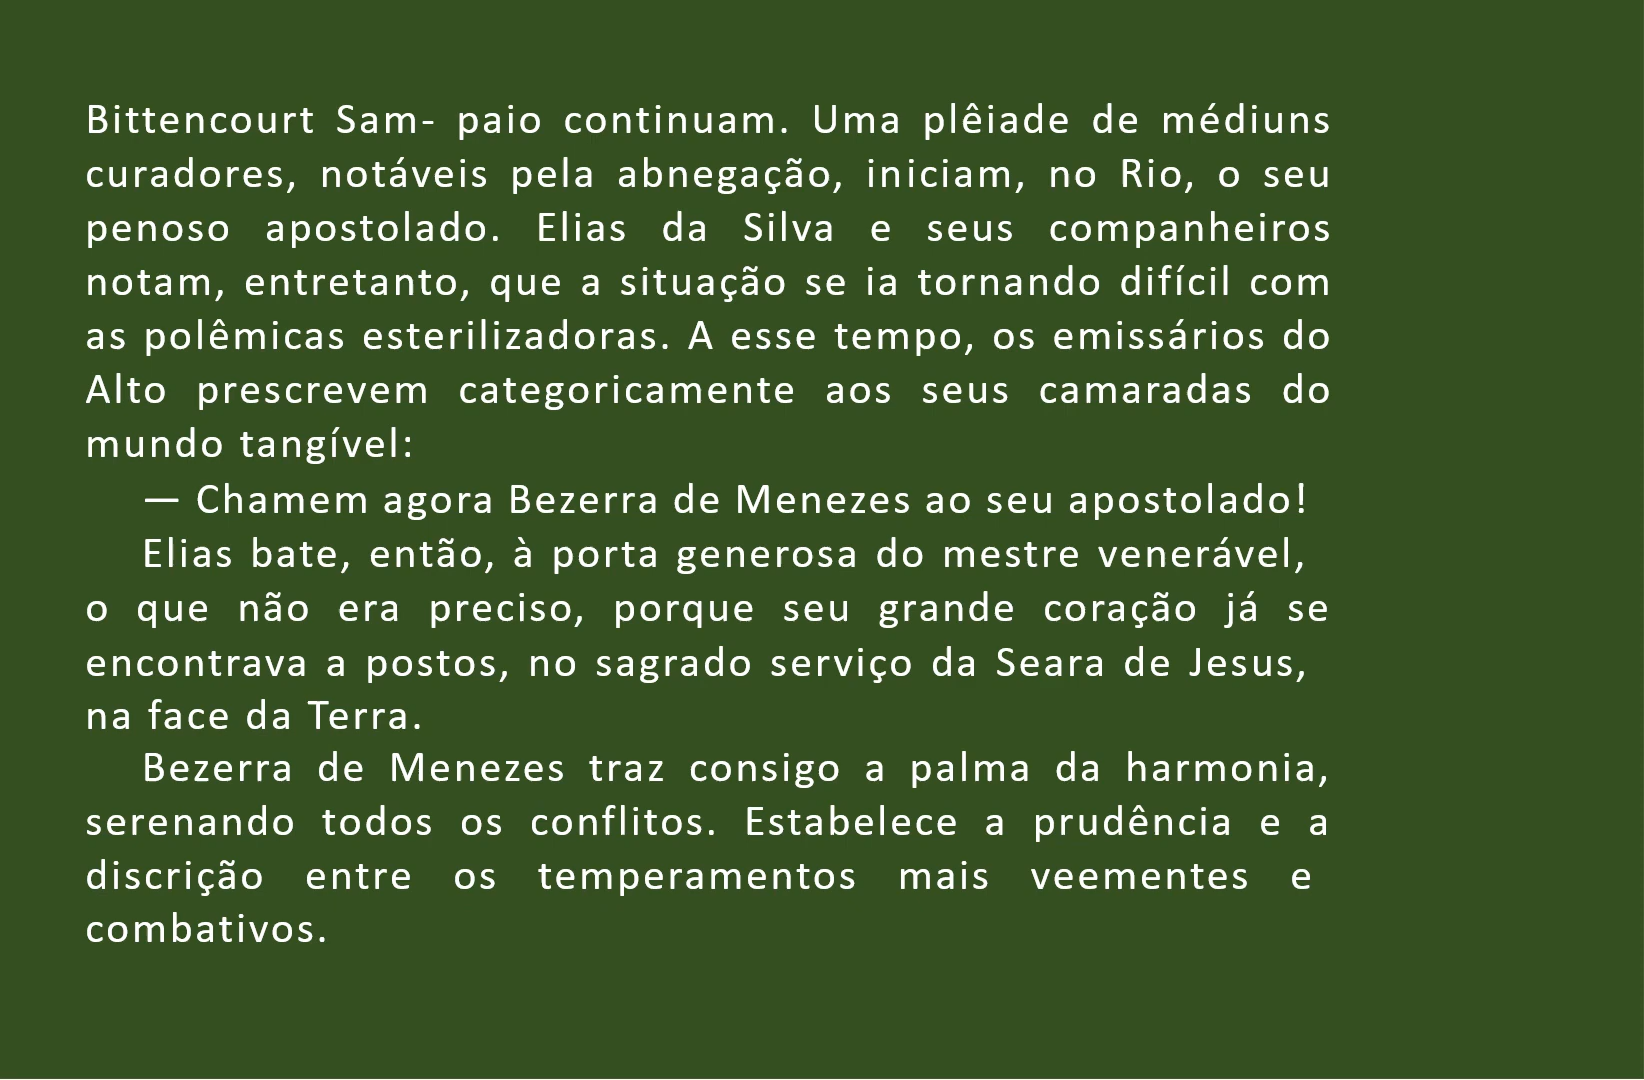 Bittencourt Sam- paio continuam. Uma plêiade de médiuns
curadores, notáveis pela abnegação, iniciam, no Rio, o seu
penoso apostolado. Elias da Silva e seus companheiros
notam, entretanto, que a situação se ia tornando difícil com
as polêmicas esterilizadoras. A esse tempo, os emissários do
Alto prescrevem categoricamente aos seus camaradas do
mundo tangível:
— Chamem agora Bezerra de Menezes ao seu apostolado!
Elias bate, então, à porta generosa do mestre venerável,
o que não era preciso, porque seu grande coração já se
encontrava a postos, no sagrado serviço da Seara de Jesus,
na face da Terra.
Bezerra de Menezes traz consigo a palma da harmonia,
serenando todos os conflitos. Estabelece a prudência e a
discrição entre os temperamentos mais veementes e
combativos.